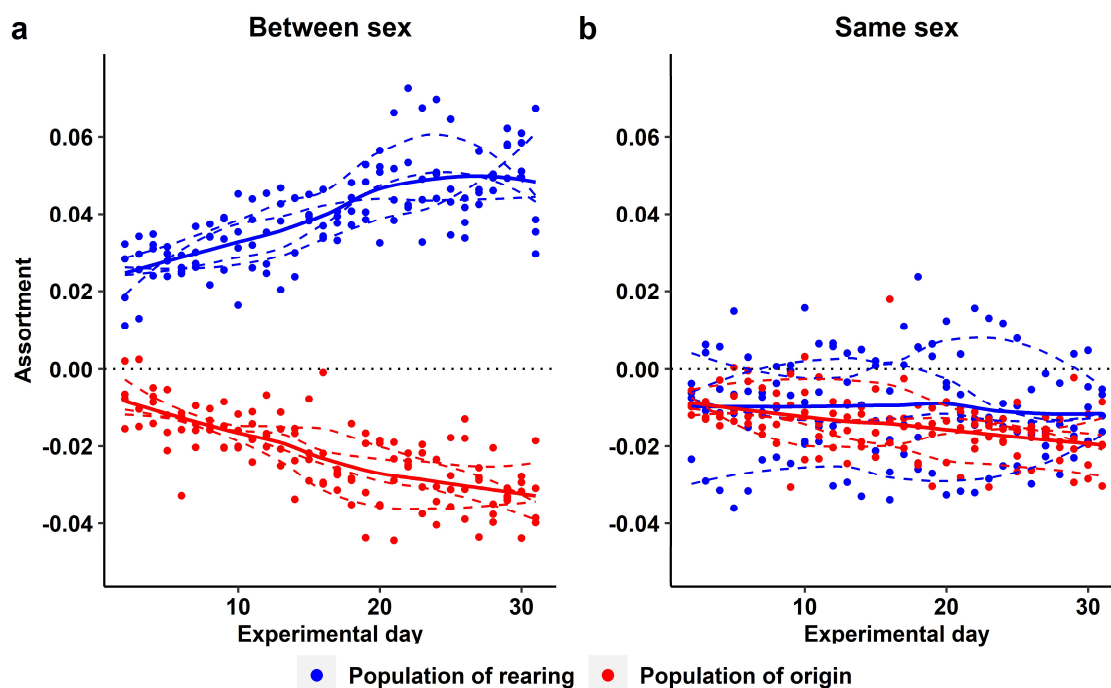 a Between sex b Same sex
0.06
0.04
0.02
0.00
-0.02
-0.04
Assortment
10 20 30
Experimental day
0.06
0.04
0.02
0.00
-0.02
-0.04
10 20 30
Experimental day
Population of rearing Population of origin